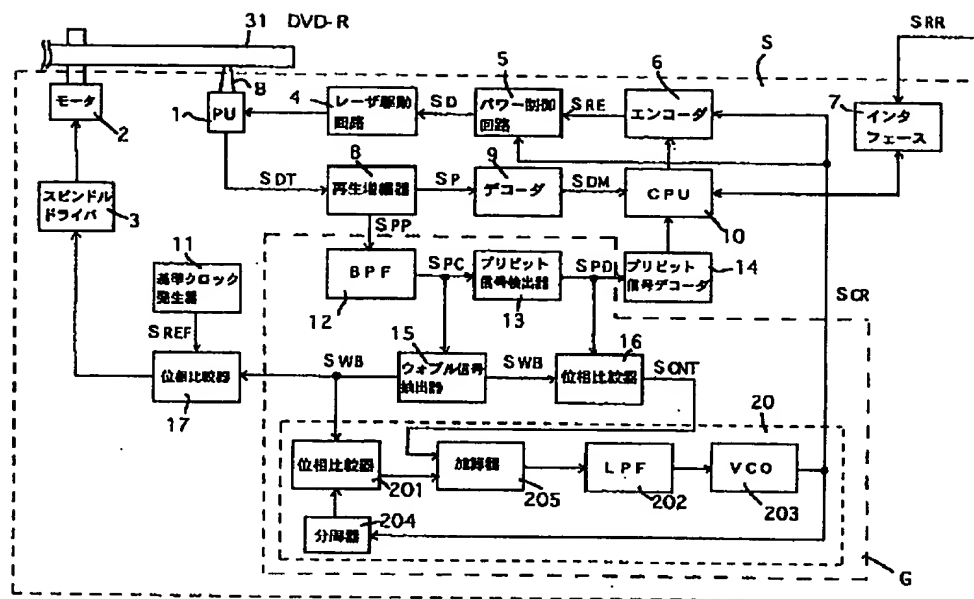 31 DVD-R
SRR
S
B
5
6
モータ
2
1
PU
4
レーザ駆動
回路
SD
パワー制御
回路
SRE
エンコーダ
7
インタ
フェース
スピンドル
ドライバ
3
SDT
8
再生増幅器
SP
9
デコーダ
SDM
CPU
10
SPP
11
基準クロック
発生器
BPF
12
SPC
プリピット
信号検出器
13
SPD
プリピット
信号デコーダ
14
SCR
SREF
15
16
位相比較器
17
SWB
ウォブル信号
抽出器
SWB
位相比較器
SCNT
20
位相比較器
201
加算器
205
LPF
202
VCO
203
204
分周器
G